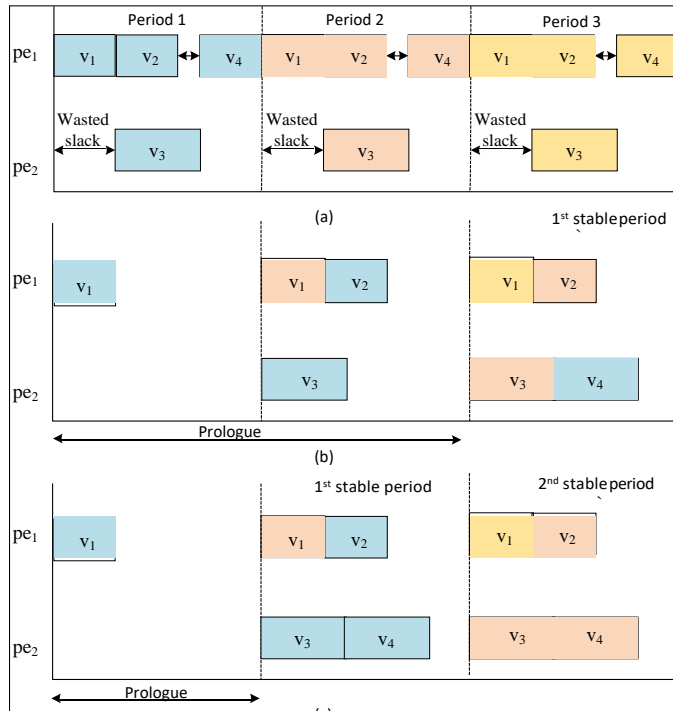 Period 1 Period 2 Period 3
pe1 v1 v2 v4 v1 v2 v4 v1 v2 v4
Wasted slack Wasted slack Wasted slack
pe2 v3 v3 v3
(a)
1st stable period
pe1 v1 v1 v2 v1 v2
pe2 v3 v3 v4
Prologue
(b)
1st stable period 2nd stable period
pe1 v1 v1 v2 v1 v2
pe2 v3 v4 v3 v4
Prologue